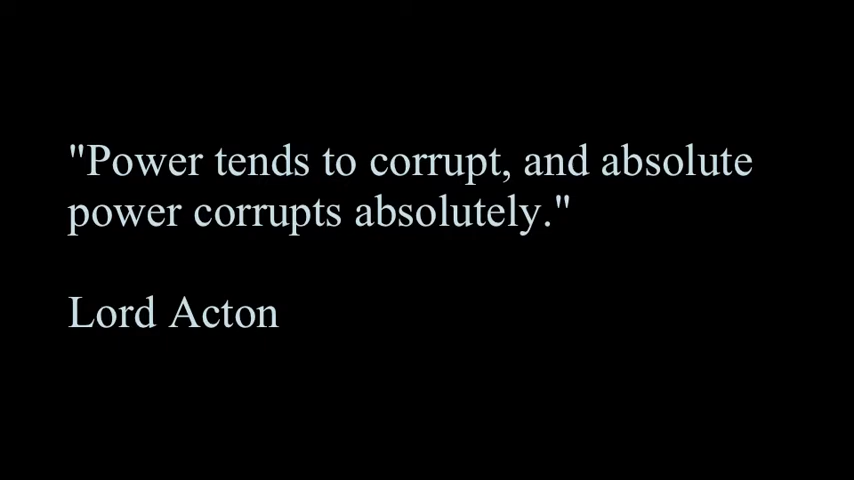 "Power tends to corrupt, and absolute
power corrupts absolutely."
Lord Acton